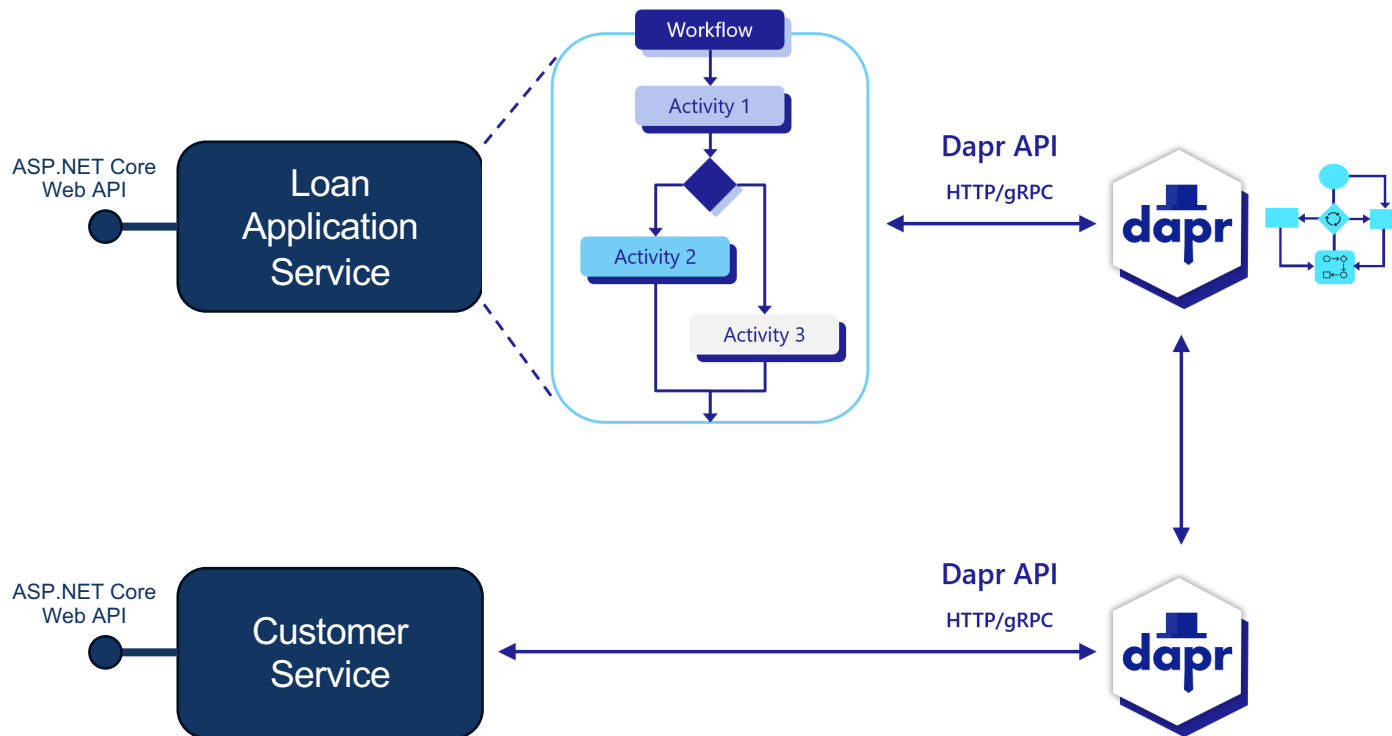 Workflow
Activity 1
ASP.NET Core
Web API
Loan
Application
Service
Dapr API
HTTP/gRPC
dapr
Activity 2
Activity 3
ASP.NET Core
Web API
Customer
Service
Dapr API
HTTP/gRPC
dapr